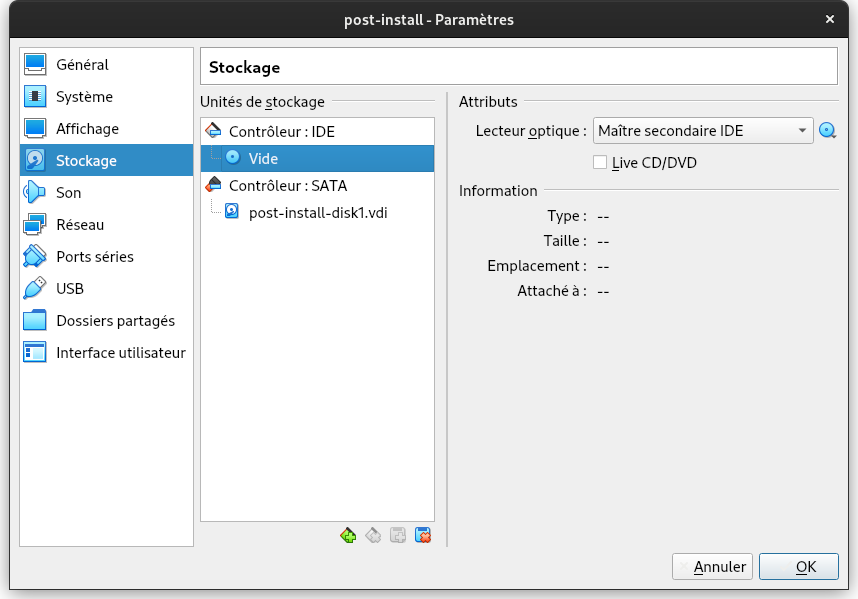 post-install - Paramètres
Général
Système
Affichage
Stockage
Son
Réseau
Ports séries
USB
Dossiers partagés
Interface utilisateur
Stockage
Unités de stockage
Contrôleur : IDE
Vide
Contrôleur : SATA
post-install-disk1.vdi
Attributs
Lecteur optique : Maître secondaire IDE
Live CD/DVD
Information
Type : --
Taille : --
Emplacement : --
Attaché à : --
Annuler
OK